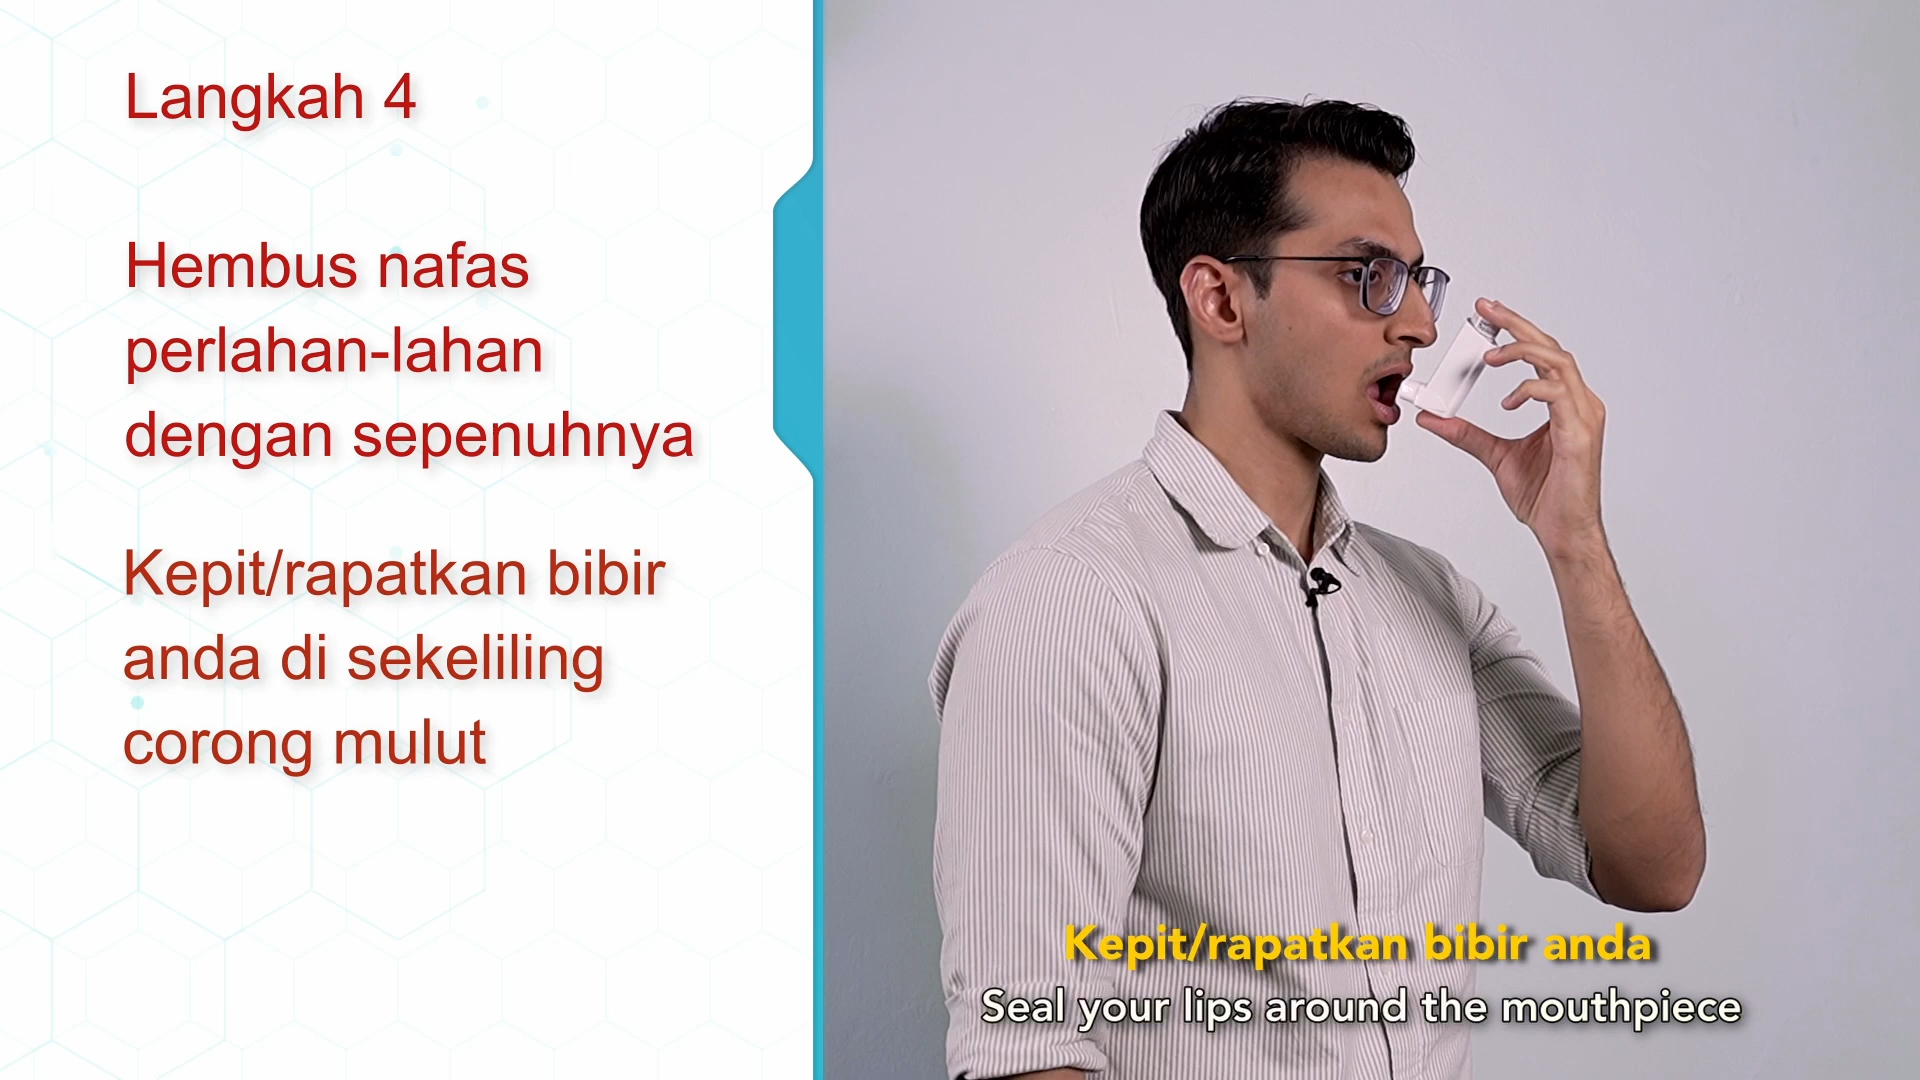 Langkah 4
Hembus nafas
perlahan-lahan
dengan sepenuhnya
Kepit/rapatkan bibir
anda di sekeliling
corong mulut
Kepit/rapatkan bibir anda
Seal your lips around the mouthpiece